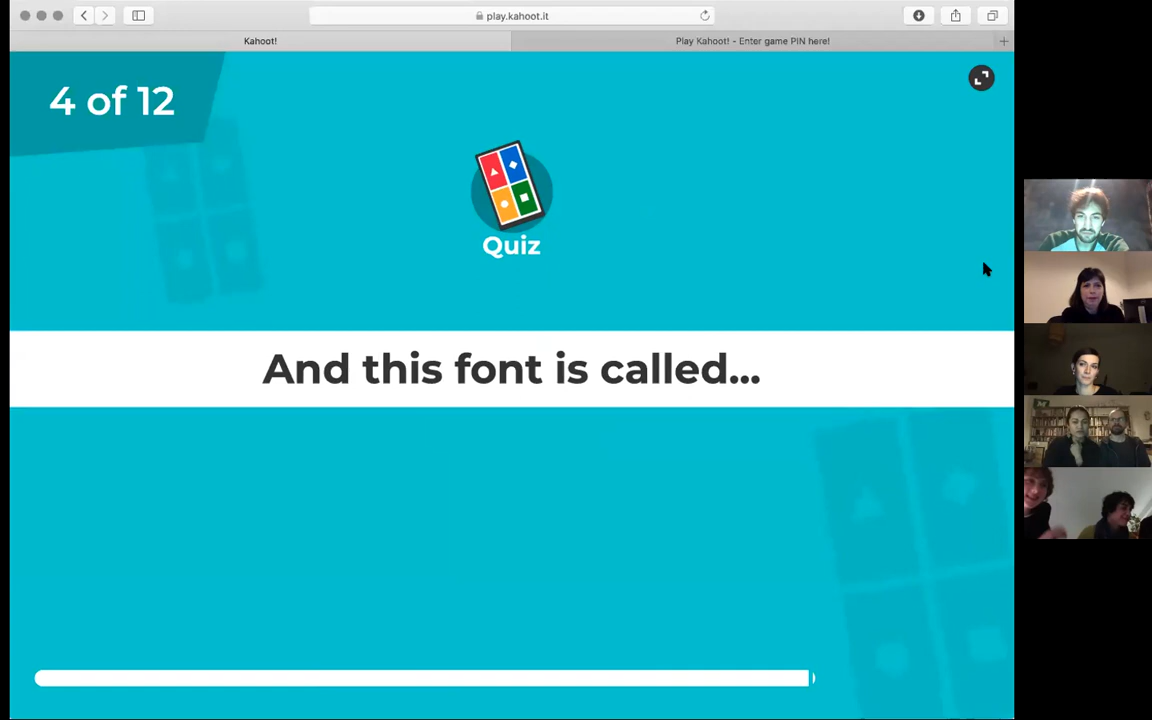 play.kahoot.it
Kahoot!
Play Kahoot! - Enter game PIN here!
4 of 12
Quiz
And this font is called...